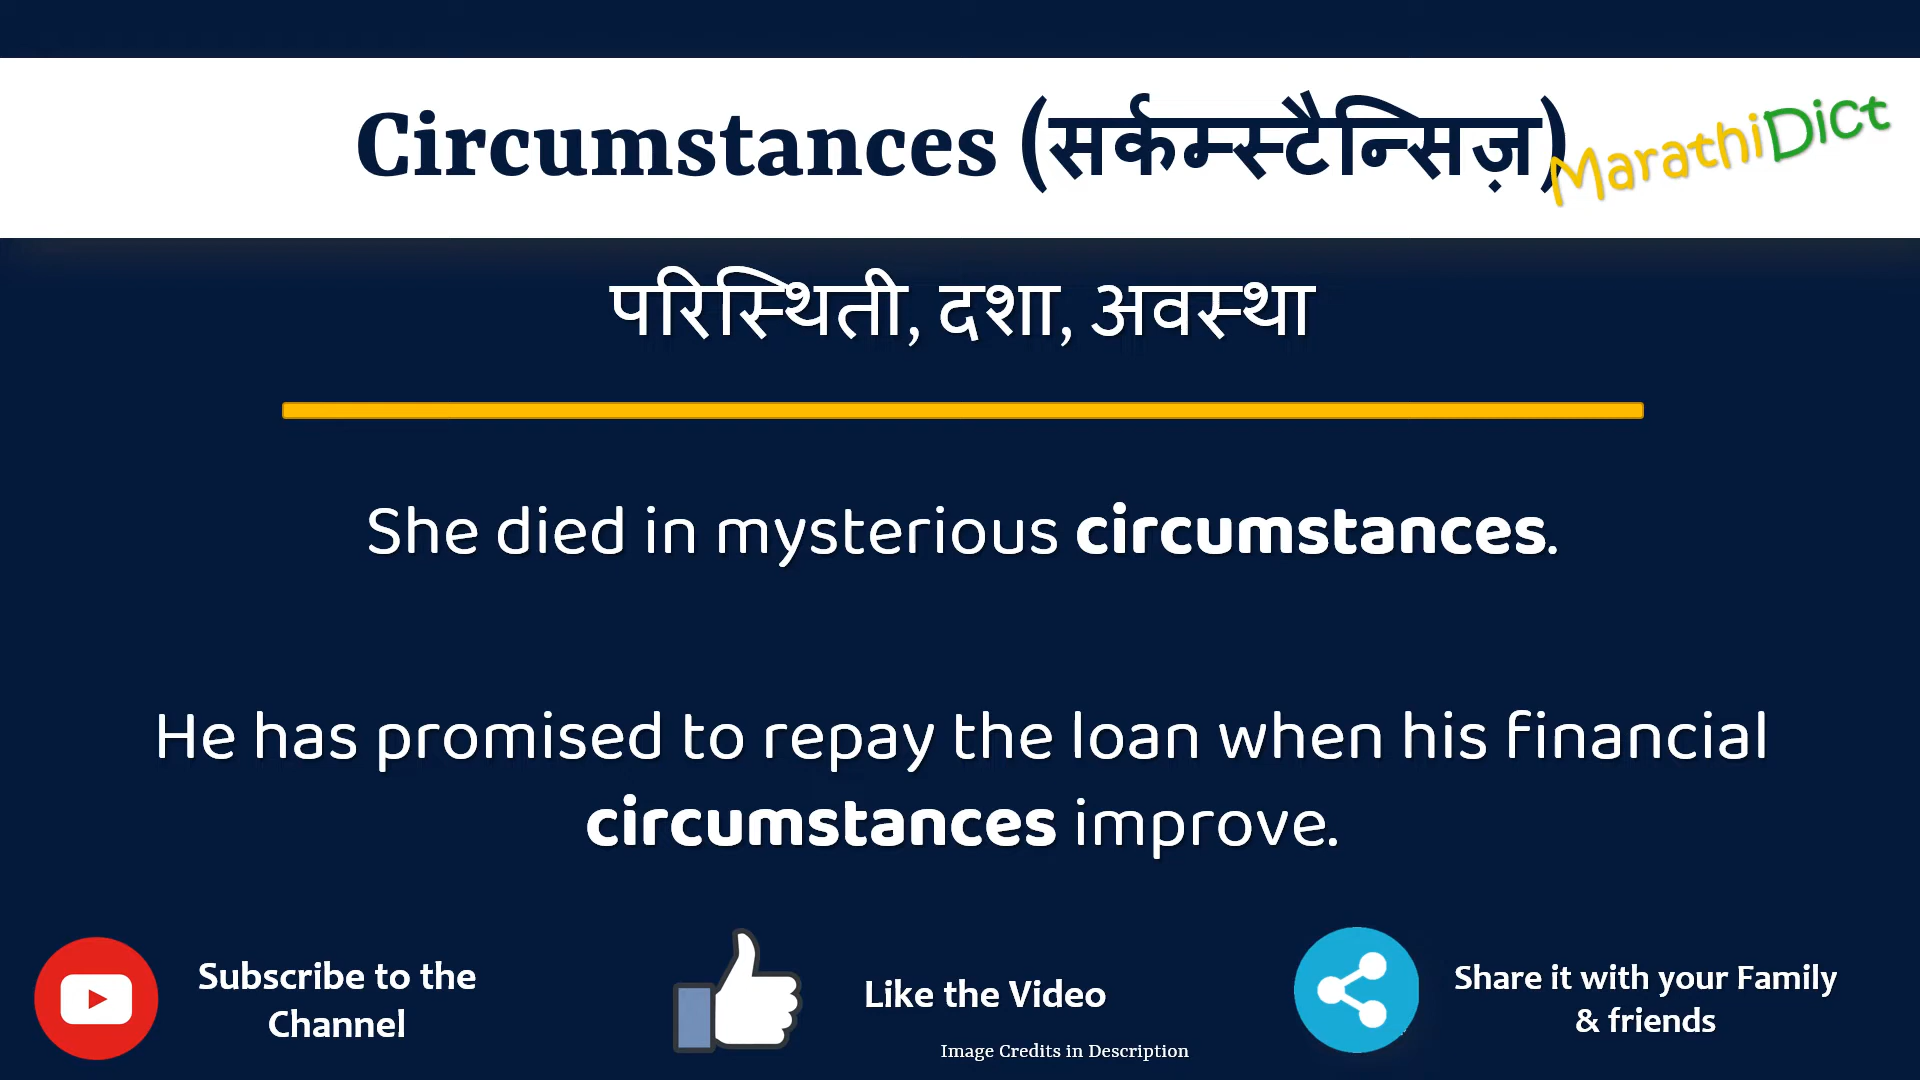 Circumstances (सर्कम्स्टैन्सिज़)
MarathiDict
परिस्थिती, दशा, अवस्था
She died in mysterious circumstances.
He has promised to repay the loan when his financial
circumstances improve.
Subscribe to the
Channel
Like the Video
Share it with your Family
& friends
Image Credits in Description